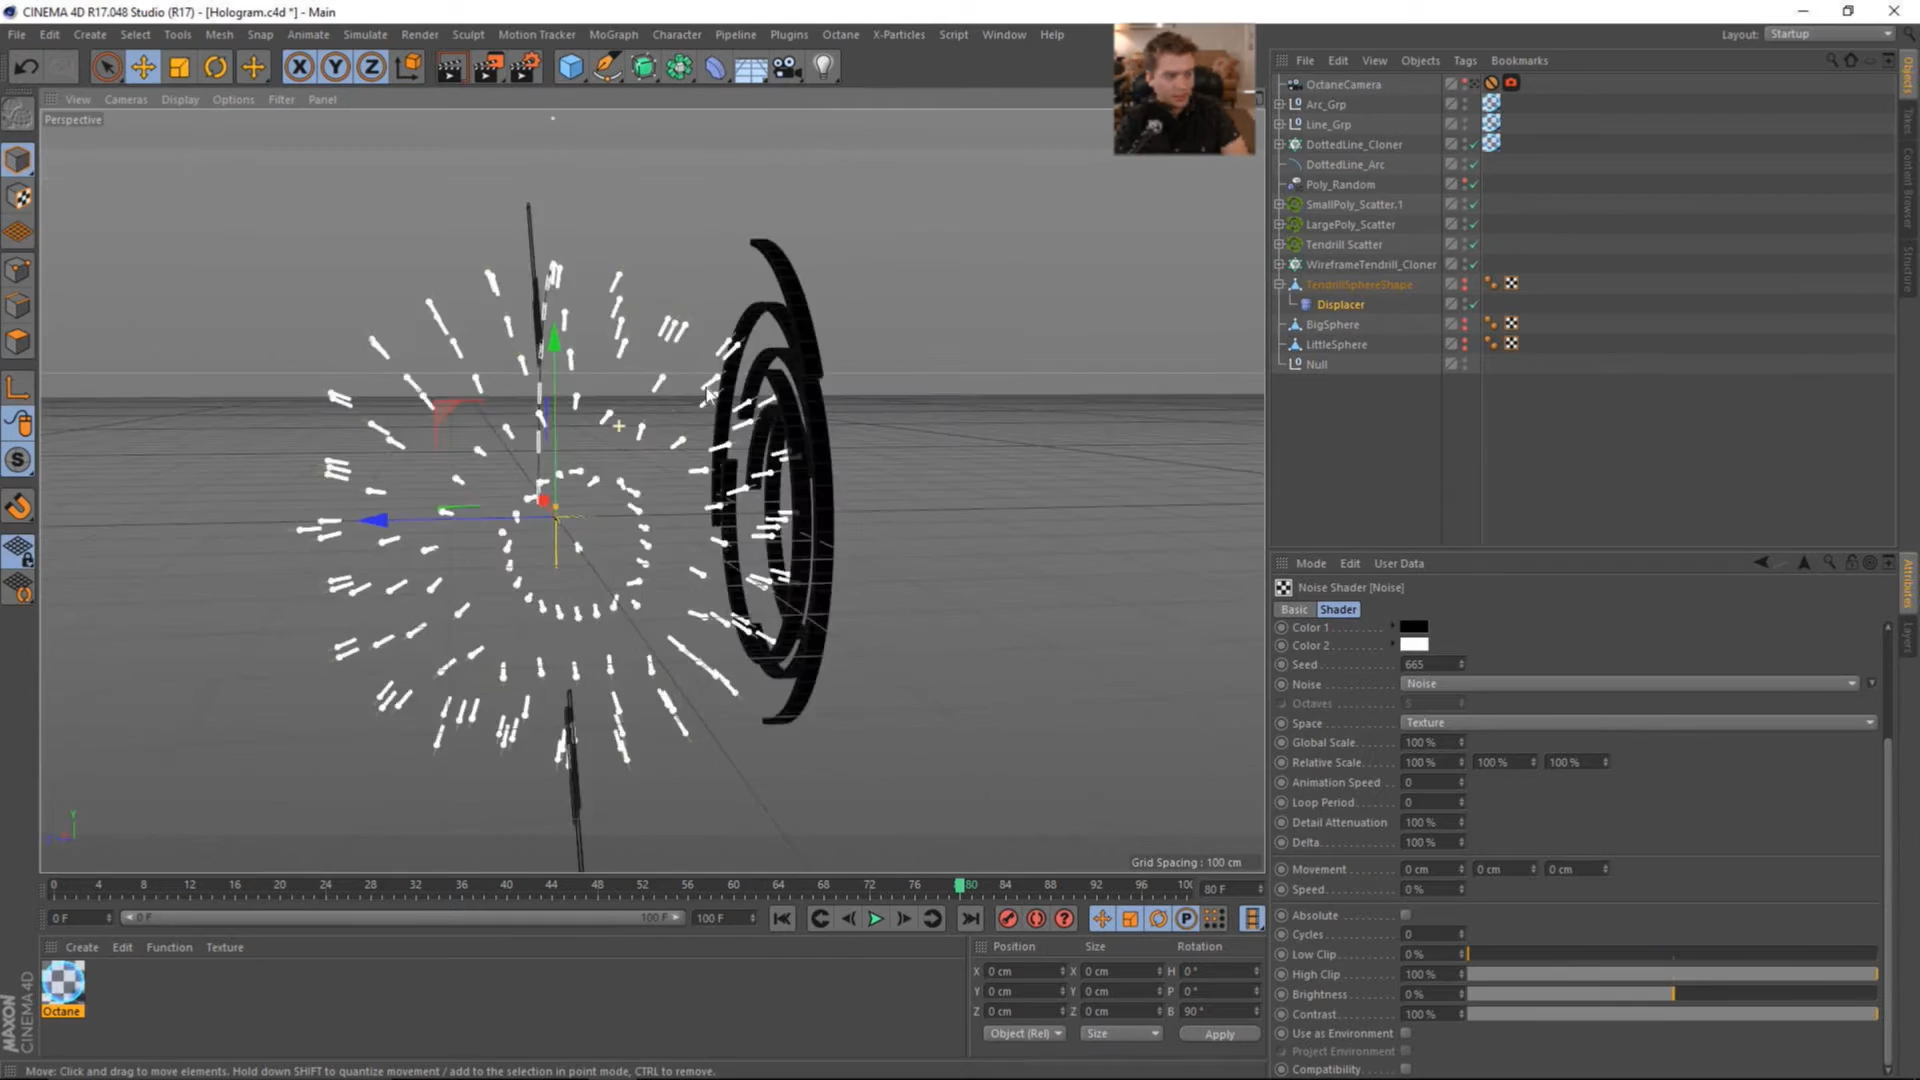 CINEMA 4D R17.048 Studio (R17) - [Hologram.c4d *] - Main
File Edit Create Select Tools Mesh Snap Animate Simulate Render Sculpt Motion Tracker MoGraph Character Pipeline Plugins Octane X-Particles Script Window Help
Layout: Startup
View Cameras Display Options Filter Panel
Perspective
File Edit View Objects Tags Bookmarks
OctaneCamera
Arc_Grp
Line_Grp
DottedLine_Cloner
DottedLine_Arc
Poly_Random
SmallPoly_Scatter.1
LargePoly_Scatter
Tendrill Scatter
WireframeTendrill_Cloner
TendrillSphereShape
Displacer
BigSphere
LittleSphere
Null
Objects
Takes
Content Browser
Structure
Mode Edit User Data
Noise Shader [Noise]
Basic Shader
Color 1
Color 2
Seed 665
Noise Noise
Octaves 5
Space Texture
Global Scale 100 %
Relative Scale 100 % 100 % 100 %
Animation Speed 0
Loop Period 0
Detail Attenuation 100 %
Delta 100 %
Movement 0 cm 0 cm 0 cm
Speed 0 %
Absolute
Cycles 0
Low Clip 0 %
High Clip 100 %
Brightness 0 %
Contrast 100 %
Use as Environment
Project Environment
Compatibility
Attributes
Layers
Y
Grid Spacing : 100 cm
0 4 8 12 16 20 24 28 32 36 40 44 48 52 56 60 64 68 72 76 80 84 88 92 96 100 80 F
0 F 0 F 100 F 100 F
Create Edit Function Texture
Octane
MAXON
CINEMA 4D
Position Size Rotation
X 0 cm X 0 cm H 0 °
Y 0 cm Y 0 cm P 0 °
Z 0 cm Z 0 cm B 90 °
Object (Rel) Size Apply
Move: Click and drag to move elements. Hold down SHIFT to quantize movement / add to the selection in point mode, CTRL to remove.